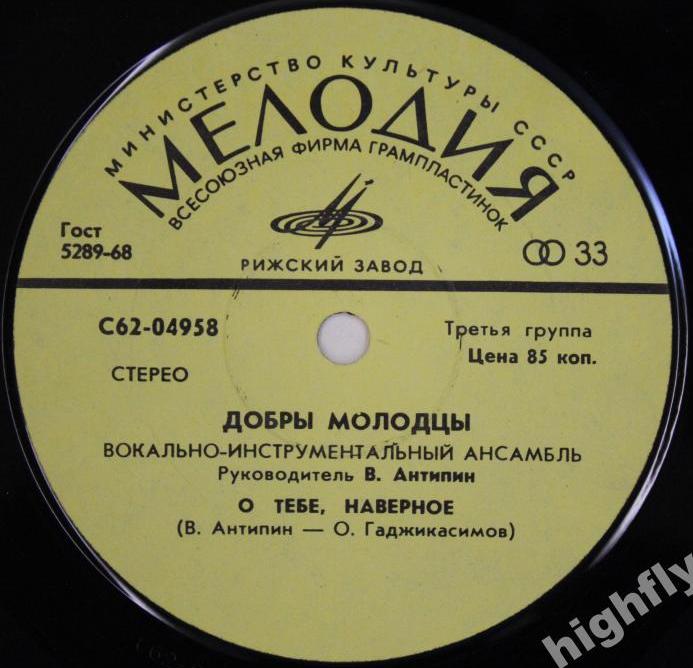 МИНИСТЕРСТВО КУЛЬТУРЫ СССР
МЕЛОДИЯ
ВСЕСОЮЗНАЯ ФИРМА ГРАМПЛАСТИНОК
Гост
5289-68
РИЖСКИЙ ЗАВОД
33
С62-04958
Третья группа
Цена 85 коп.
СТЕРЕО
ДОБРЫ МОЛОДЦЫ
ВОКАЛЬНО-ИНСТРУМЕНТАЛЬНЫЙ АНСАМБЛЬ
Руководитель В. Антипин
О ТЕБЕ, НАВЕРНОЕ
(В. Антипин — О. Гаджикасимов)
highfly